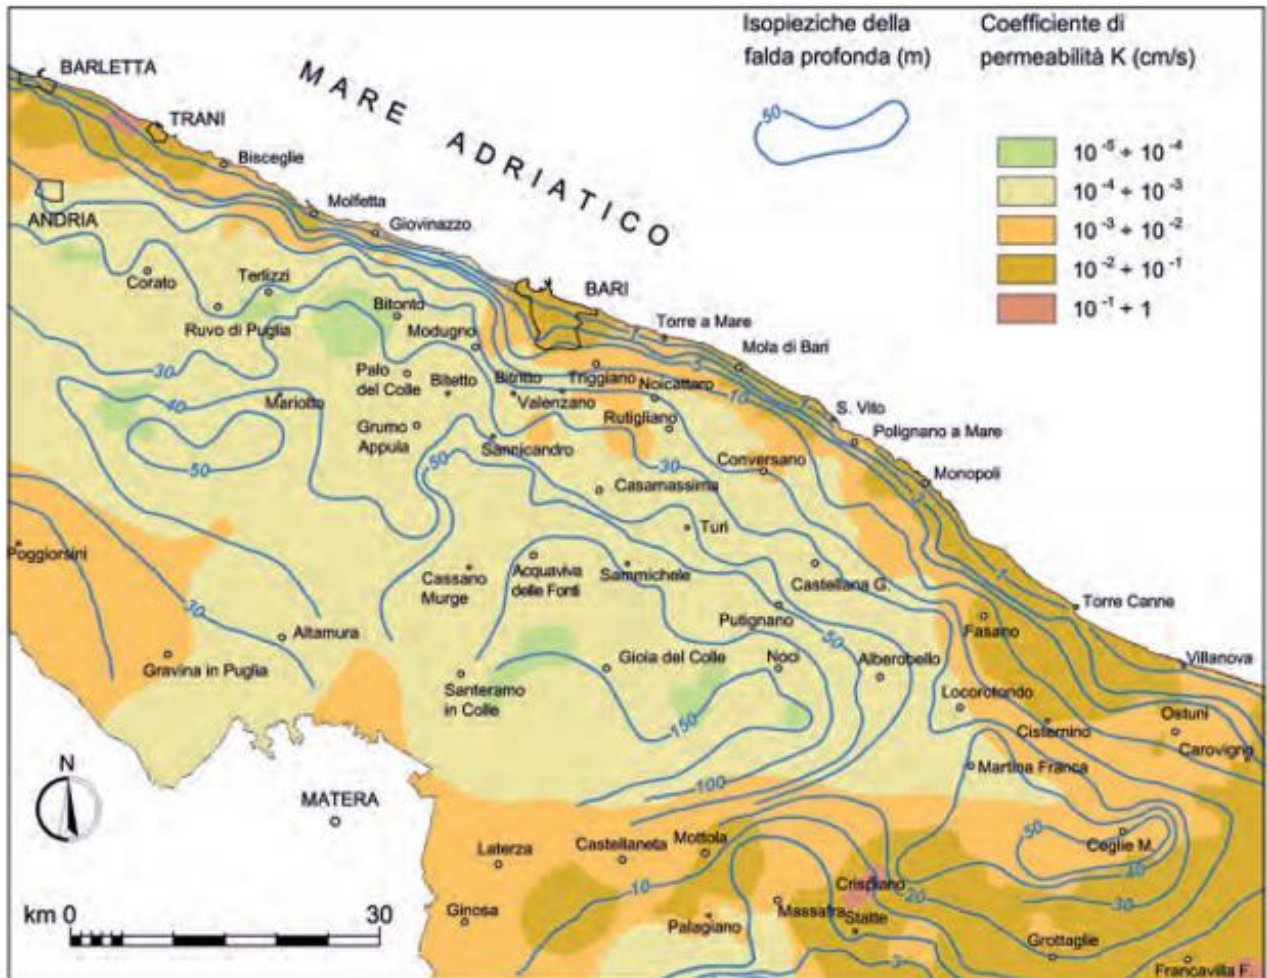 Isopieziche della
falda profonda (m)
50
Coefficiente di
permeabilità K (cm/s)
10⁻⁵ ÷ 10⁻⁴
10⁻⁴ ÷ 10⁻³
10⁻³ ÷ 10⁻²
10⁻² ÷ 10⁻¹
10⁻¹ ÷ 1
MARE ADRIATICO
BARLETTA
TRANI
Bisceglie
ANDRIA
Molfetta
Giovinazzo
Corato
Terlizzi
BARI
Ruvo di Puglia
Bitonto
Modugno
Torre a Mare
1
Mola di Bari
5
30
Palo
del Colle
Bitetto
Bitritto
Triggiano
Noicattaro
10
Valenzano
40
Mariotto
1
S. Vito
Rutigliano
Grumo
Appula
Polignano a Mare
Sannicandro
50
50
30
Conversano
Monopoli
Casamassima
Turi
Poggiorsini
Cassano
Murge
Acquaviva
delle Fonti
Sammichele
Castellana G.
1
30
Torre Canne
Putignano
Fasano
Altamura
50
Gravina in Puglia
Gioia del Colle
Noci
Alberobello
Villanova
Santeramo
in Colle
Locorotondo
150
Ostuni
Cisternino
Carovigno
N
Martina Franca
100
MATERA
50
Ceglie M.
Laterza
Castellaneta
Mottola
40
10
Crispiano
20
30
km 0
30
Ginosa
Palagiano
Massafra
Statte
Grottaglie
Francavilla F.